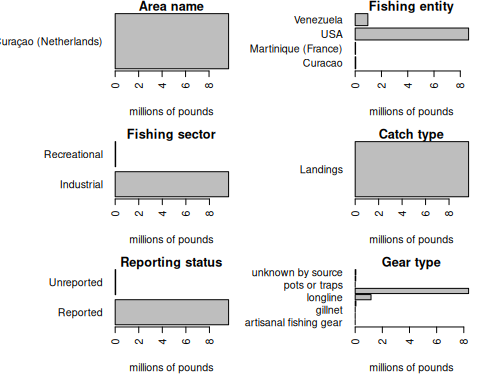 Area name
Curaçao (Netherlands)
0 2 4 6 8
millions of pounds
Fishing entity
Venezuela
USA
Martinique (France)
Curacao
0 2 4 6 8
millions of pounds
Fishing sector
Recreational
Industrial
0 2 4 6 8
millions of pounds
Catch type
Landings
0 2 4 6 8
millions of pounds
Reporting status
Unreported
Reported
0 2 4 6 8
millions of pounds
Gear type
unknown by source
pots or traps
longline
gillnet
artisanal fishing gear
0 2 4 6 8
millions of pounds